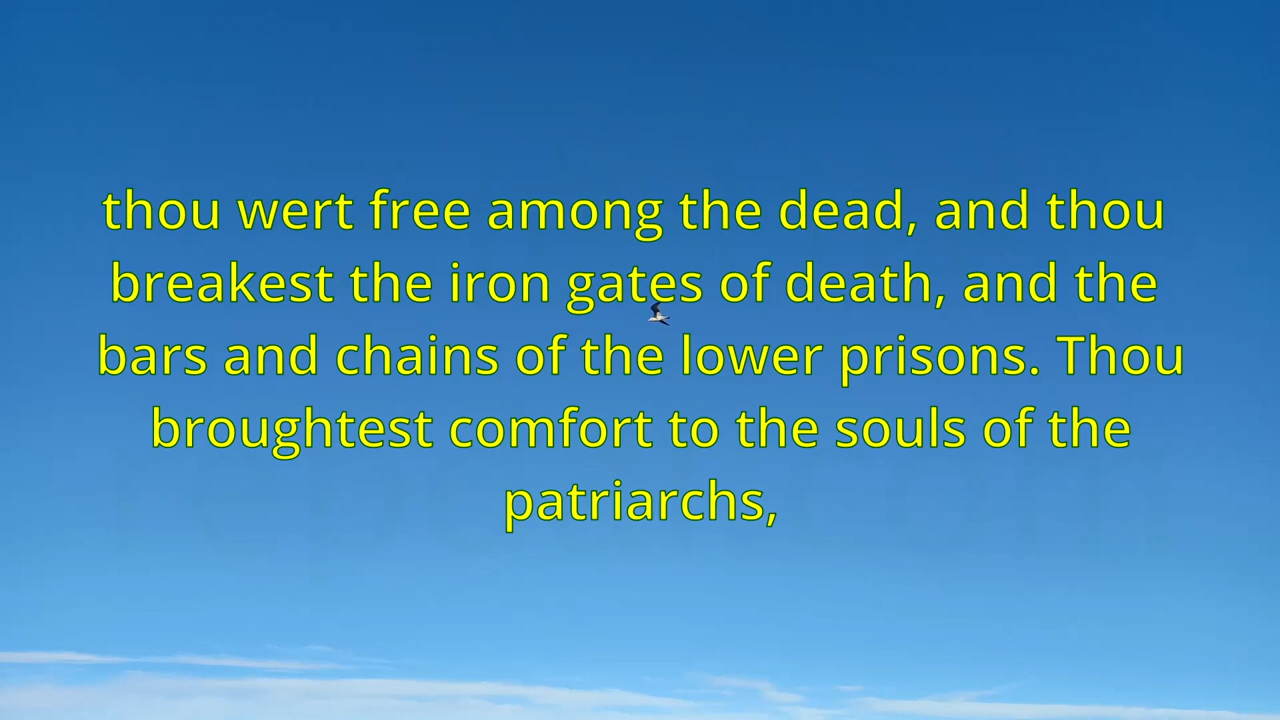 thou wert free among the dead, and thou
breakest the iron gates of death, and the
bars and chains of the lower prisons. Thou
broughtest comfort to the souls of the
patriarchs,